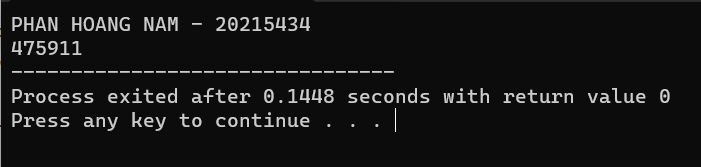 PHAN HOANG NAM - 20215434
475911
--------------------------------
Process exited after 0.1448 seconds with return value 0
Press any key to continue . . .